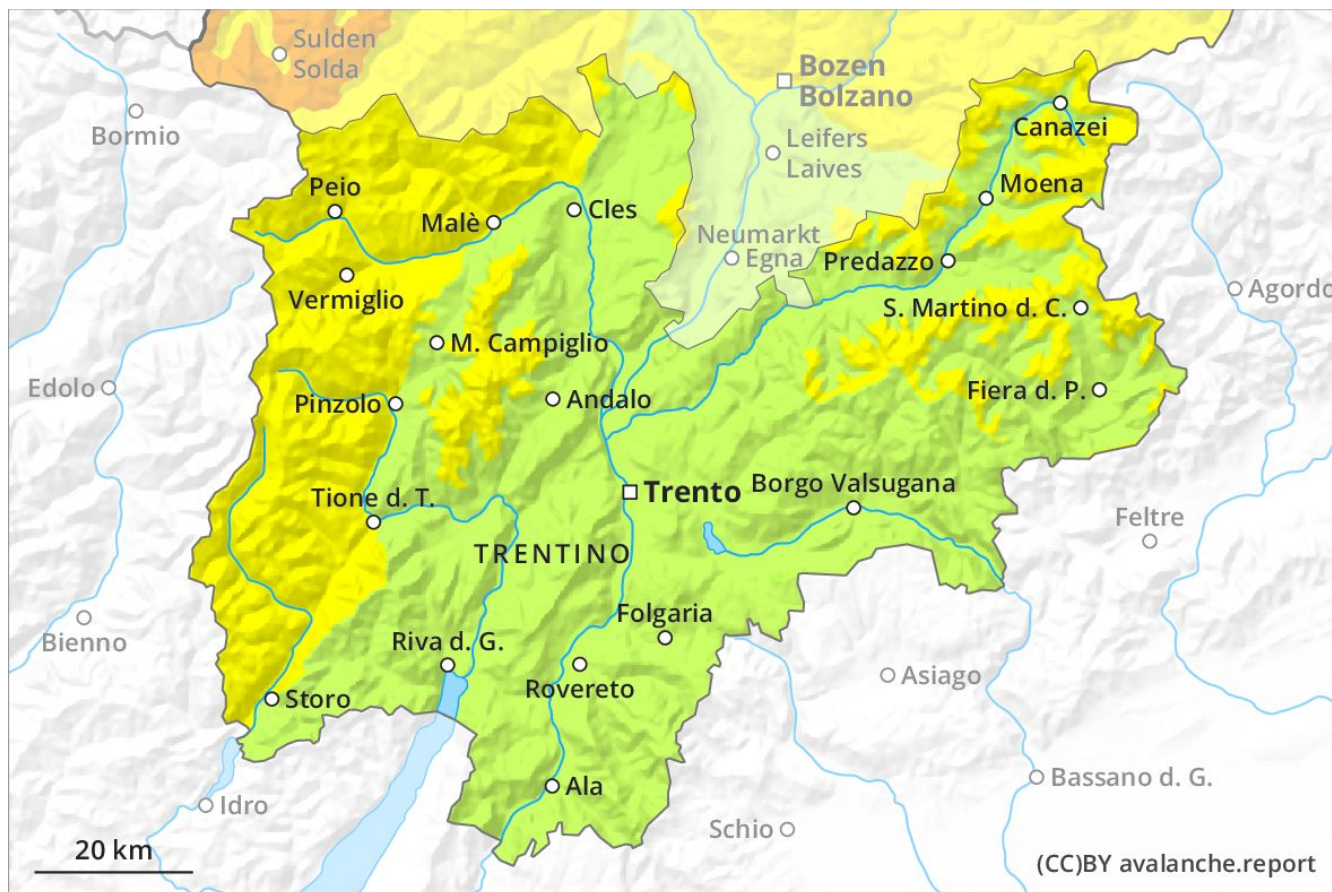 Sulden
Solda
Bozen
Bolzano
Bormio
Canazei
Leifers
Laives
Peio
Moena
Malè
Cles
Neumarkt
Egna
Predazzo
Vermiglio
Agordo
S. Martino d. C.
M. Campiglio
Edolo
Fiera d. P.
Pinzolo
Andalo
Borgo Valsugana
Trento
Tione d. T.
Feltre
TRENTINO
Folgaria
Bienno
Riva d. G.
Asiago
Rovereto
Storo
Bassano d. G.
Ala
Idro
Schio
20 km
(CC)BY avalanche.report